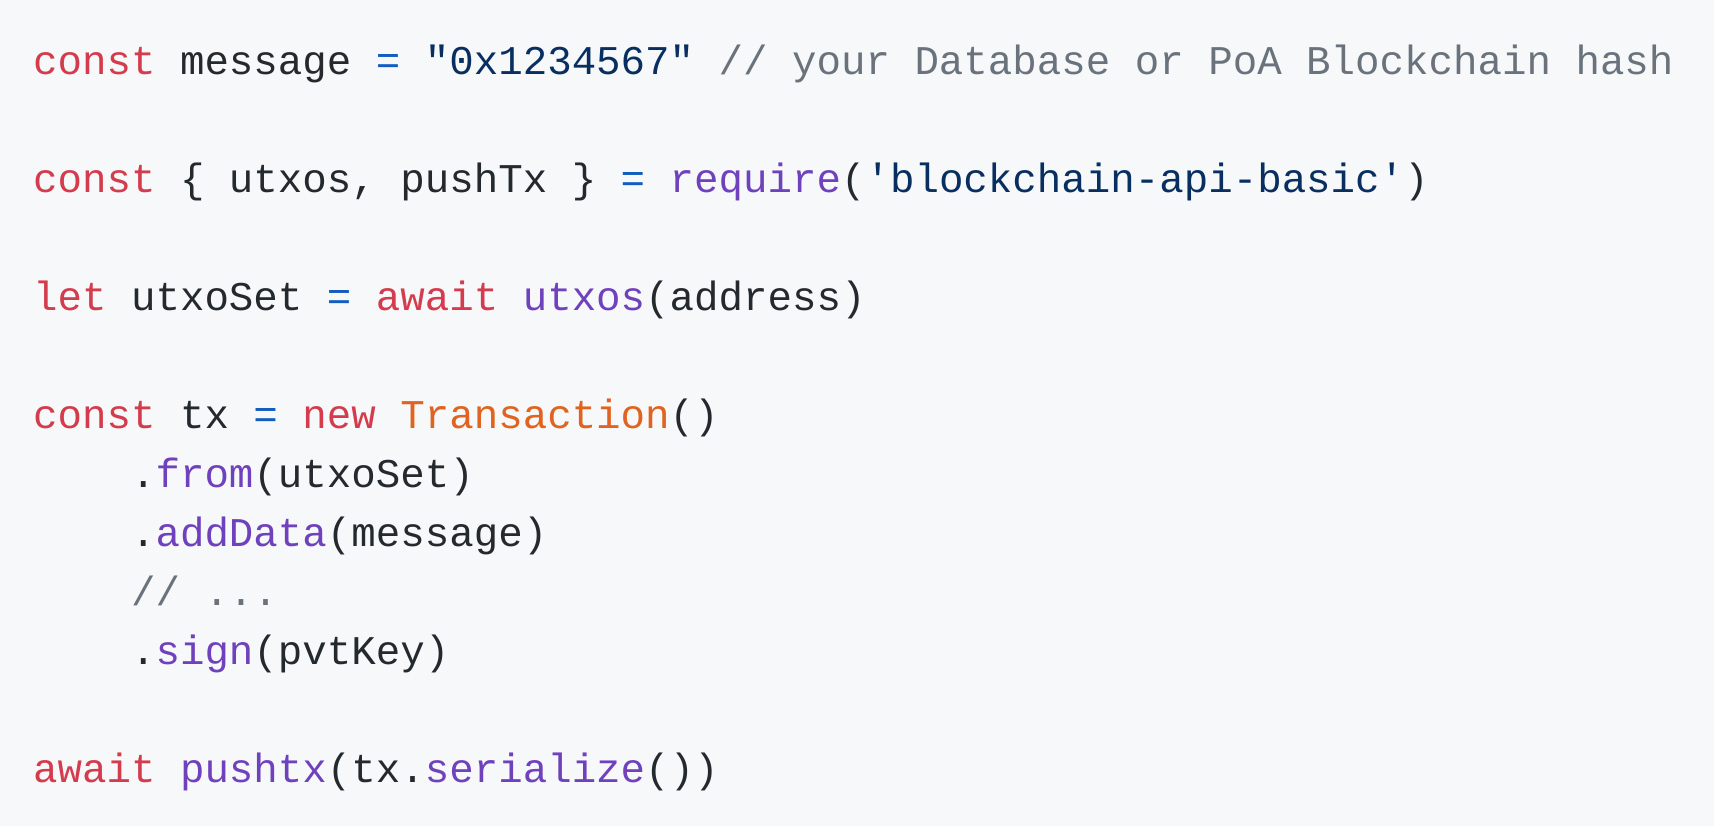 const message = "0x1234567" // your Database or PoA Blockchain hash
const { utxos, pushTx } = require('blockchain-api-basic')
let utxoSet = await utxos(address)
const tx = new Transaction()
.from(utxoSet)
.addData(message)
// ...
.sign(pvtKey)
await pushtx(tx.serialize())